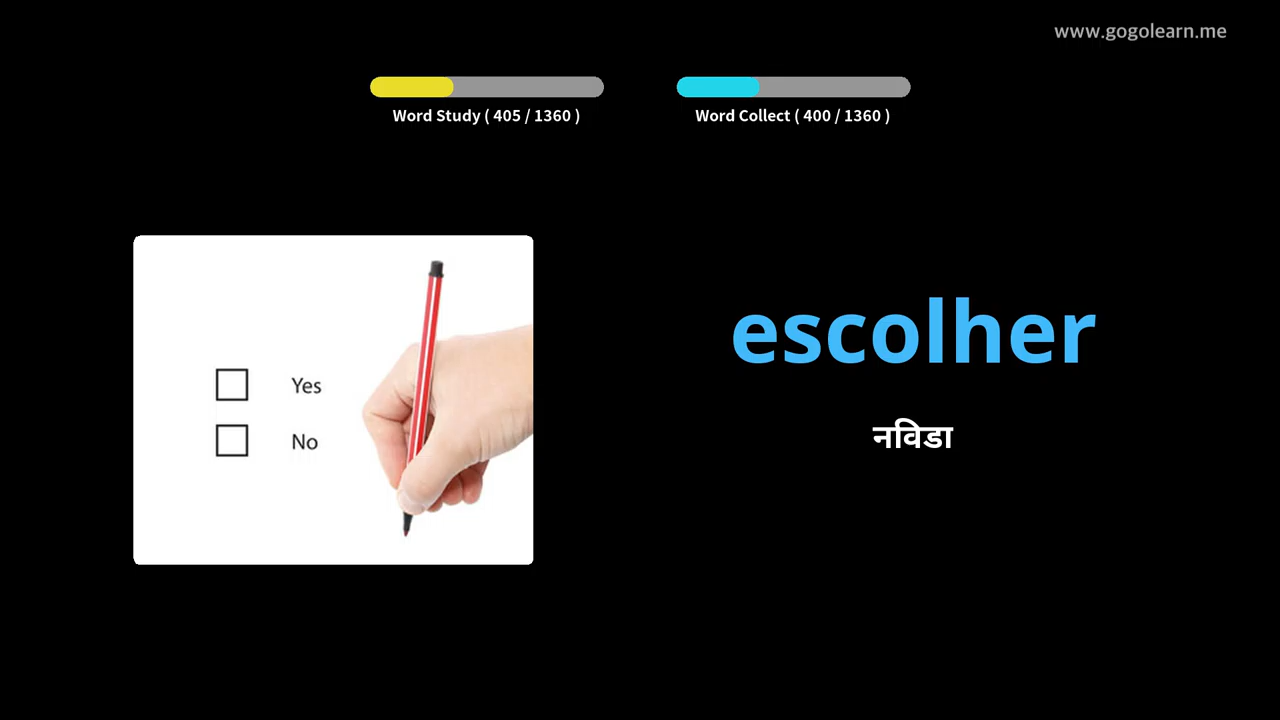 www.gogolearn.me
Word Study ( 405 / 1360 )
Word Collect ( 400 / 1360 )
escolher
नविडा
Yes
No